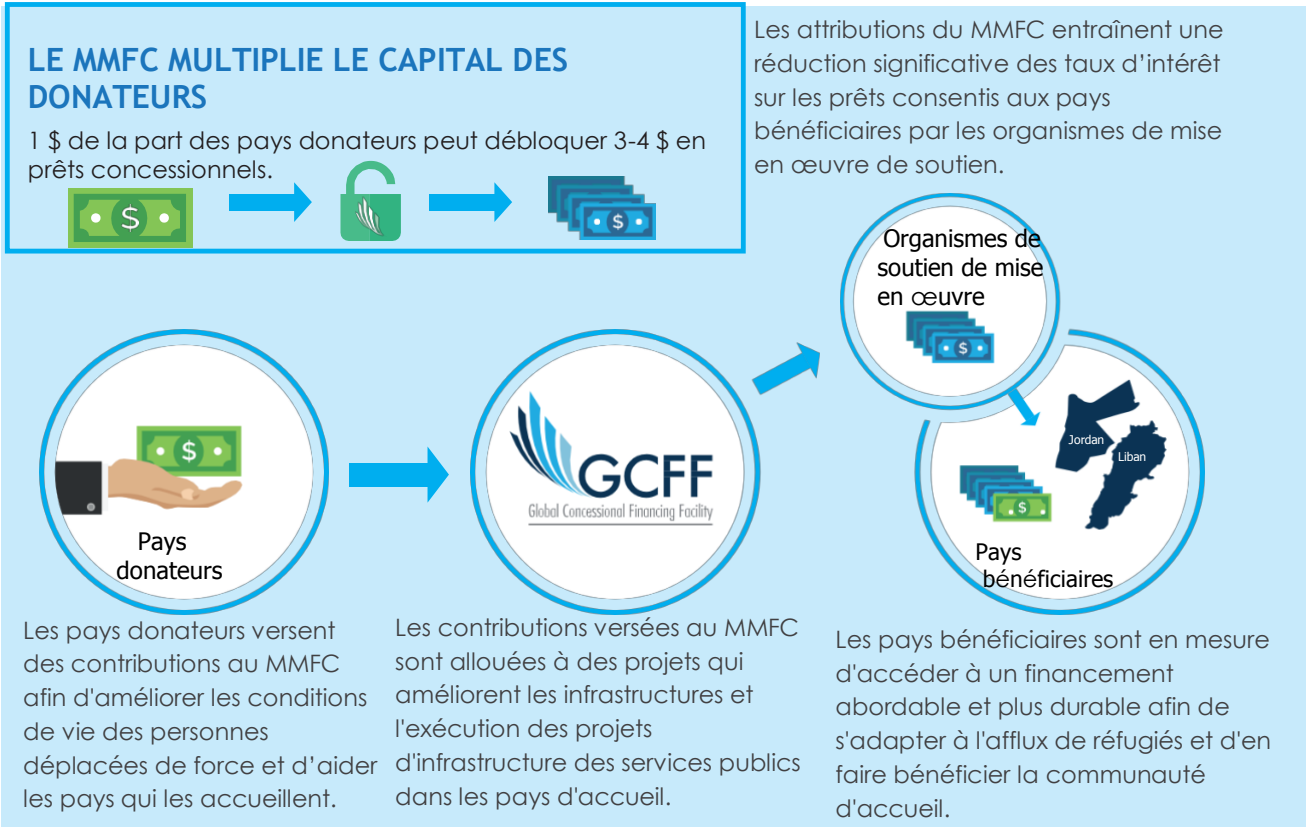 LE MMFC MULTIPLIE LE CAPITAL DES
DONATEURS
1 $ de la part des pays donateurs peut débloquer 3-4 $ en
prêts concessionnels.
$
$
Les attributions du MMFC entraînent une
réduction significative des taux d’intérêt
sur les prêts consentis aux pays
bénéficiaires par les organismes de mise
en œuvre de soutien.
Organismes de
soutien de mise
en œuvre
$
$
Pays
donateurs
GCFF
Global Concessional Financing Facility
Jordan
Liban
$
Pays
bénéficiaires
Les pays donateurs versent
des contributions au MMFC
afin d'améliorer les conditions
de vie des personnes
déplacées de force et d’aider
les pays qui les accueillent.
Les contributions versées au MMFC
sont allouées à des projets qui
améliorent les infrastructures et
l'exécution des projets
d'infrastructure des services publics
dans les pays d'accueil.
Les pays bénéficiaires sont en mesure
d'accéder à un financement
abordable et plus durable afin de
s'adapter à l'afflux de réfugiés et d'en
faire bénéficier la communauté
d'accueil.